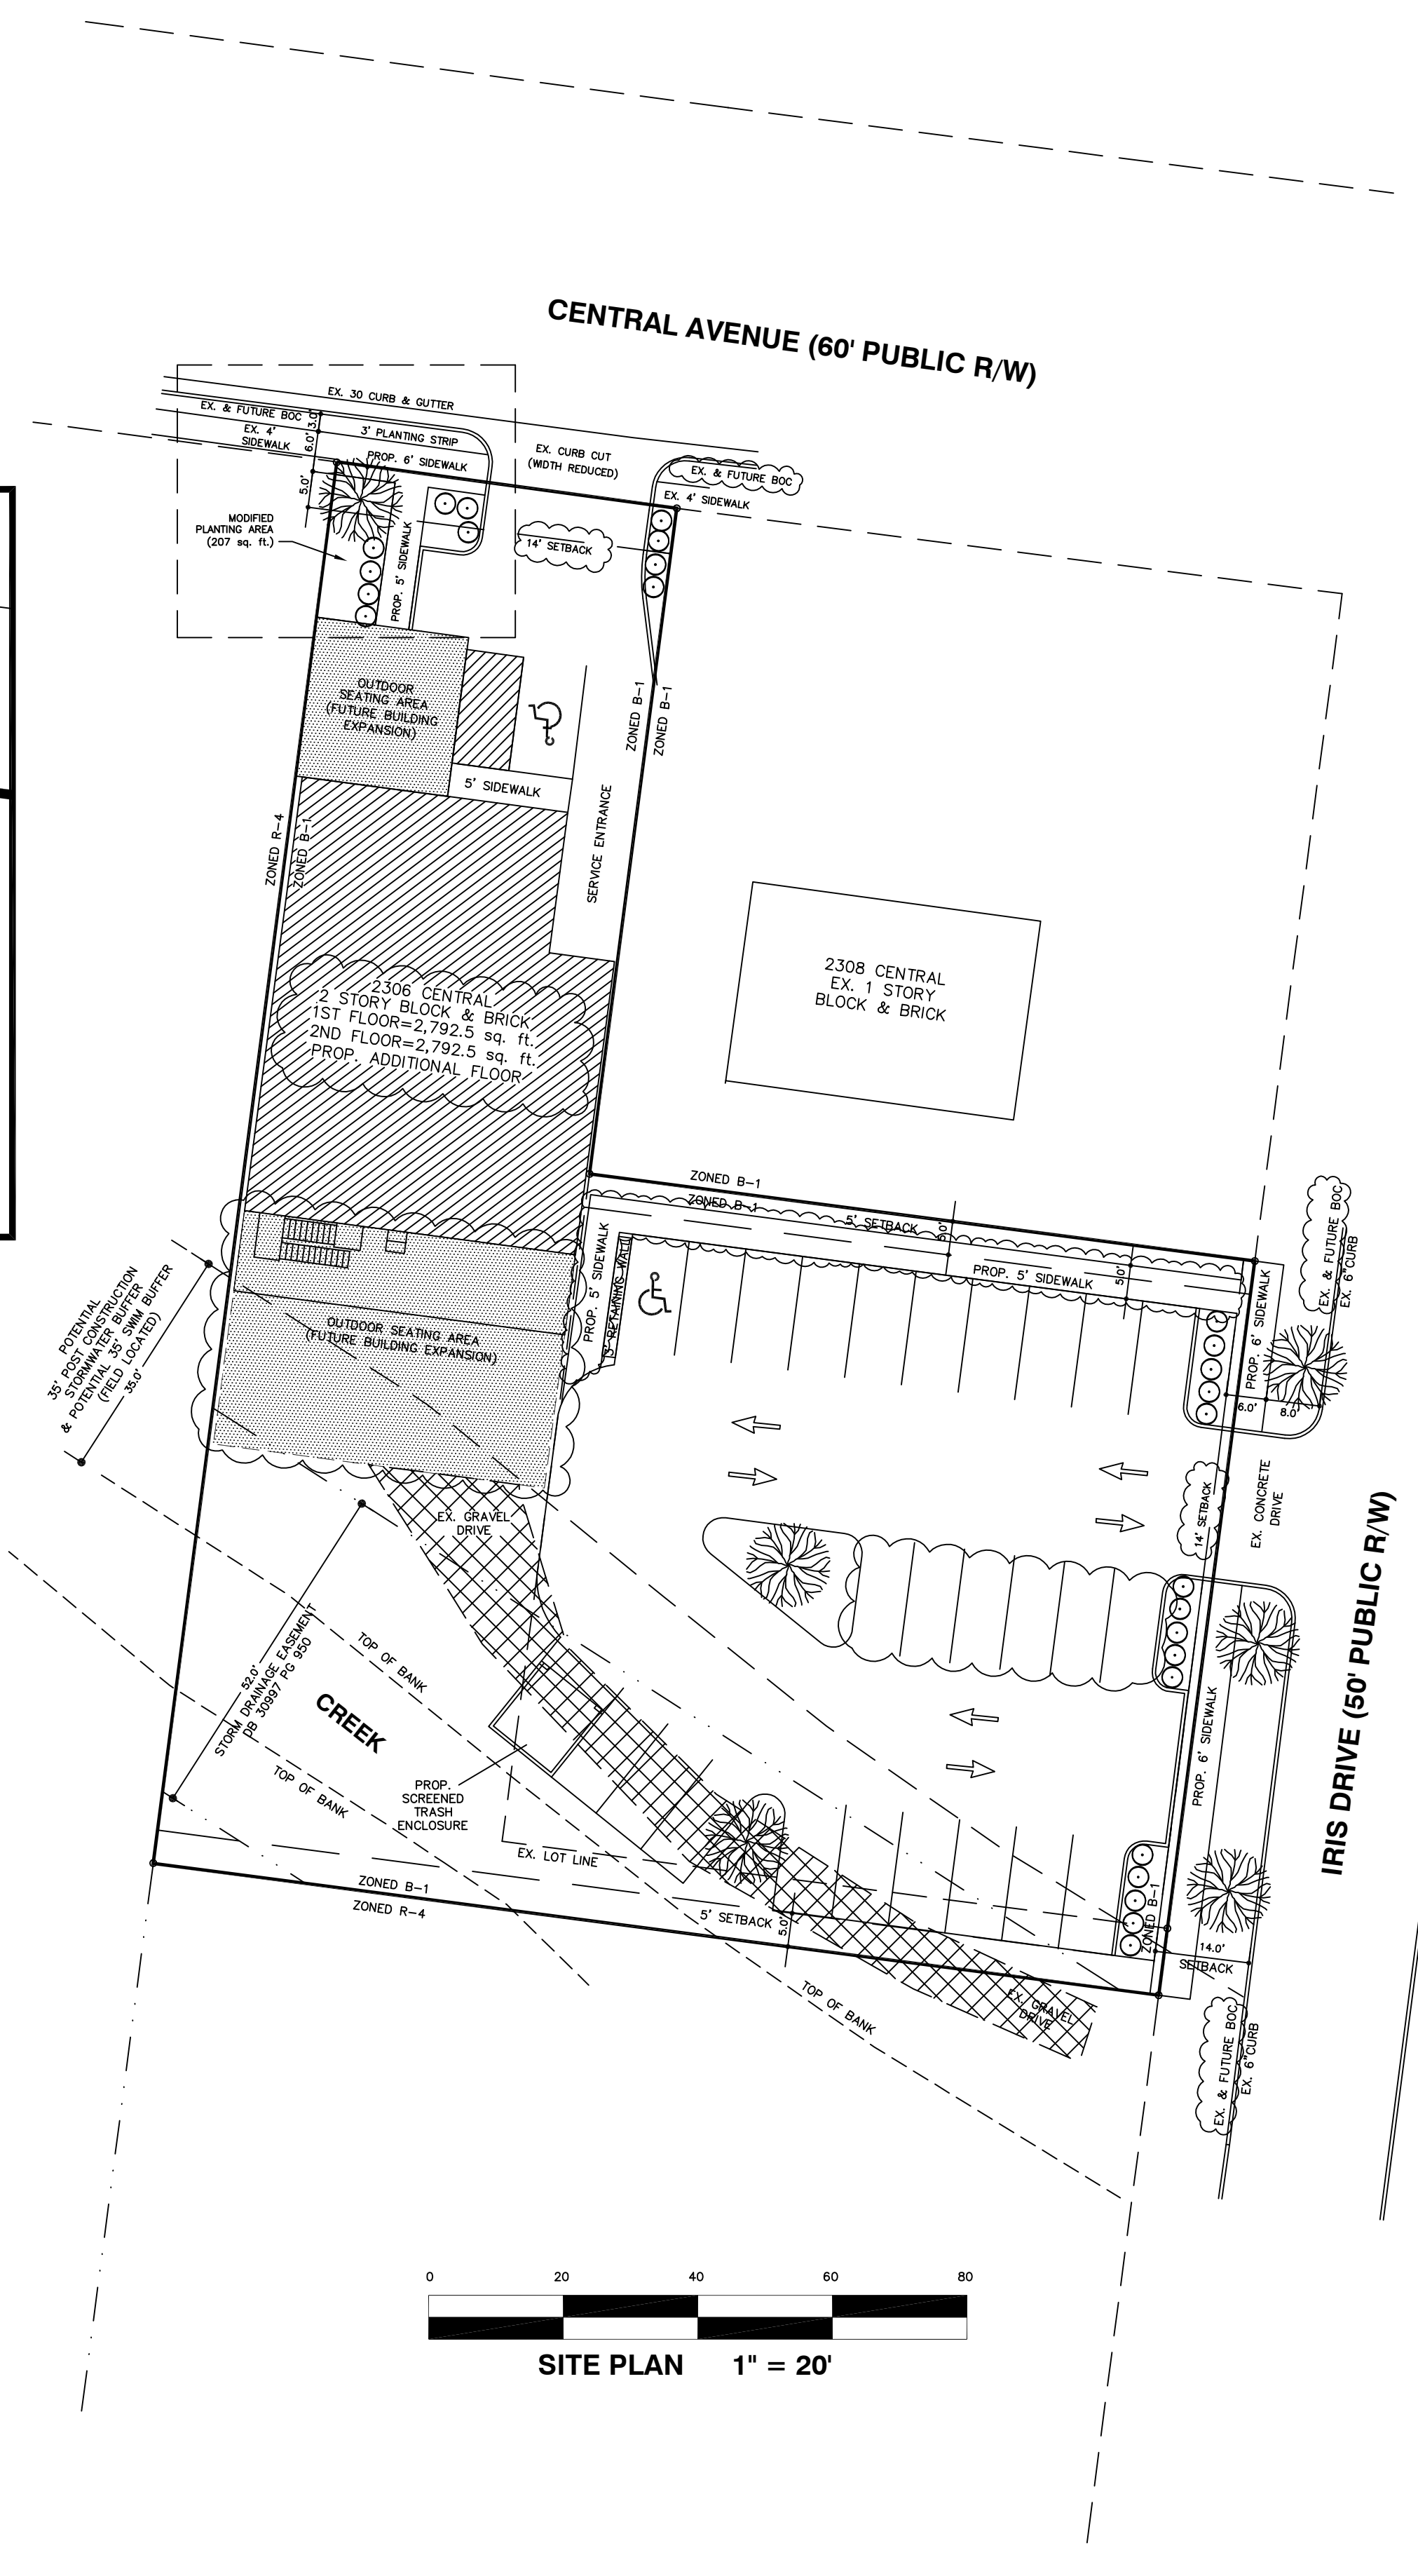 CENTRAL AVENUE (60' PUBLIC R/W)
EX. 30 CURB & GUTTER
EX. & FUTURE BOC
3.0'
3' PLANTING STRIP
EX. 4'
SIDEWALK
6.0'
PROP. 6' SIDEWALK
EX. CURB CUT
(WIDTH REDUCED)
EX. & FUTURE BOC
EX. 4' SIDEWALK
5.0'
MODIFIED
PLANTING AREA
(207 sq. ft.)
PROP. 5' SIDEWALK
14' SETBACK
OUTDOOR
SEATING AREA
(FUTURE BUILDING
EXPANSION)
ZONED B-1
ZONED B-1
5' SIDEWALK
SERVICE ENTRANCE
ZONED R-4
ZONED B-1
2306 CENTRAL
2 STORY BLOCK & BRICK
1ST FLOOR=2,792.5 sq. ft.
2ND FLOOR=2,792.5 sq. ft.
PROP. ADDITIONAL FLOOR
2308 CENTRAL
EX. 1 STORY
BLOCK & BRICK
ZONED B-1
ZONED B-1
5' SETBACK
5.0'
PROP. 5' SIDEWALK
5.0'
PROP. 5' SIDEWALK
3' RETAINING WALL
EX. & FUTURE BOC
EX. 6" CURB
PROP. 6' SIDEWALK
6.0'
8.0'
POTENTIAL
35' POST CONSTRUCTION
STORMWATER BUFFER
& POTENTIAL 35' SWIM BUFFER
(FIELD LOCATED)
35.0'
OUTDOOR SEATING AREA
(FUTURE BUILDING EXPANSION)
EX. GRAVEL
DRIVE
14' SETBACK
EX. CONCRETE
DRIVE
IRIS DRIVE (50' PUBLIC R/W)
52.0'
STORM DRAINAGE EASEMENT
DB 30997 PG 950
TOP OF BANK
CREEK
TOP OF BANK
PROP.
SCREENED
TRASH
ENCLOSURE
EX. LOT LINE
PROP. 6' SIDEWALK
ZONED B-1
ZONED R-4
5' SETBACK
5.0'
ZONED B-1
14.0'
SETBACK
TOP OF BANK
EX. GRAVEL
DRIVE
EX. & FUTURE BOC
EX. 6" CURB
0 20 40 60 80
SITE PLAN 1" = 20'